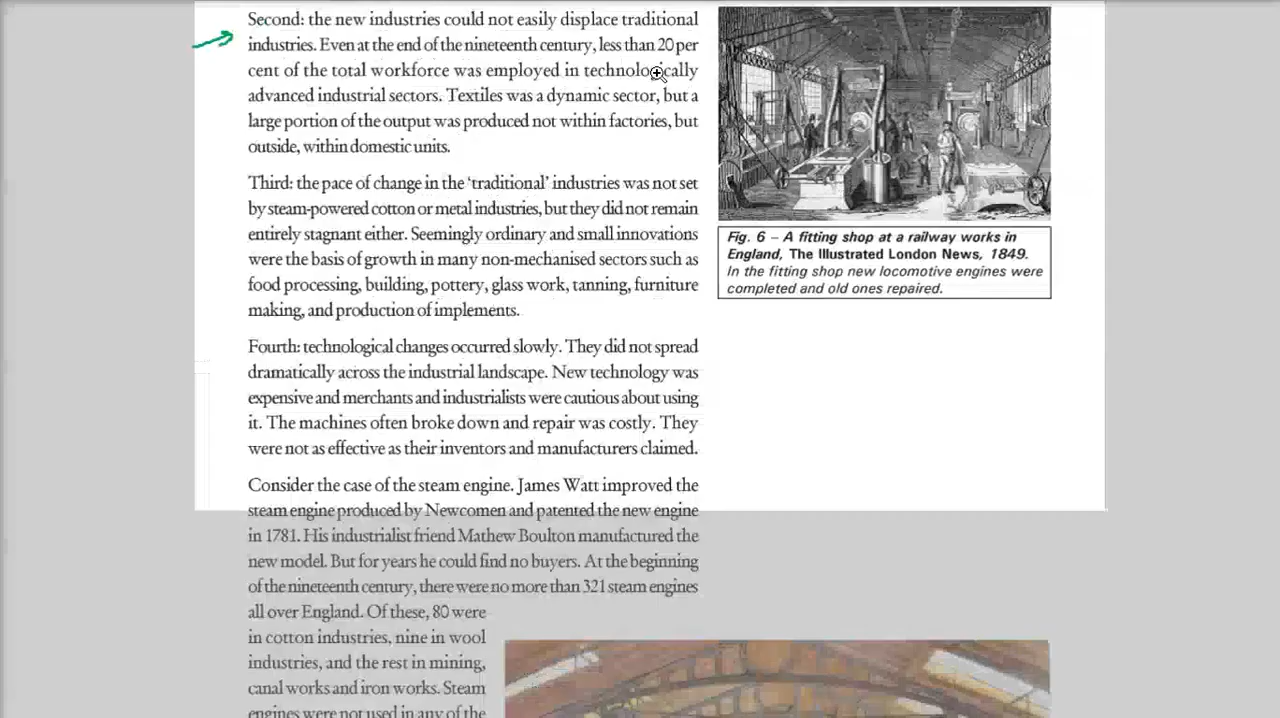 Second: the new industries could not easily displace traditional
industries. Even at the end of the nineteenth century, less than 20 per
cent of the total workforce was employed in technologically
advanced industrial sectors. Textiles was a dynamic sector, but a
large portion of the output was produced not within factories, but
outside, within domestic units.
Third: the pace of change in the ‘traditional’ industries was not set
by steam-powered cotton or metal industries, but they did not remain
entirely stagnant either. Seemingly ordinary and small innovations
were the basis of growth in many non-mechanised sectors such as
food processing, building, pottery, glass work, tanning, furniture
making, and production of implements.
Fourth: technological changes occurred slowly. They did not spread
dramatically across the industrial landscape. New technology was
expensive and merchants and industrialists were cautious about using
it. The machines often broke down and repair was costly. They
were not as effective as their inventors and manufacturers claimed.
Consider the case of the steam engine. James Watt improved the
steam engine produced by Newcomen and patented the new engine
in 1781. His industrialist friend Mathew Boulton manufactured the
new model. But for years he could find no buyers. At the beginning
of the nineteenth century, there were no more than 321 steam engines
all over England. Of these, 80 were
in cotton industries, nine in wool
industries, and the rest in mining,
canal works and iron works. Steam
engines were not used in any of the
Fig. 6 – A fitting shop at a railway works in
England, The Illustrated London News, 1849.
In the fitting shop new locomotive engines were
completed and old ones repaired.